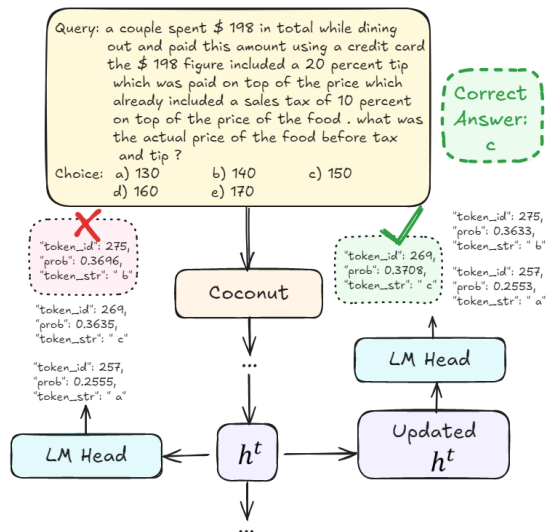 Query: a couple spent $ 198 in total while dining
out and paid this amount using a credit card
the $ 198 figure included a 20 percent tip
which was paid on top of the price which
already included a sales tax of 10 percent
on top of the price of the food . what was
the actual price of the food before tax
and tip ?
Choice: a) 130 b) 140 c) 150
d) 160 e) 170
Correct
Answer:
c
"token_id": 275,
"prob": 0.3696,
"token_str": " b"
"token_id": 269,
"prob": 0.3635,
"token_str": " c"
"token_id": 257,
"prob": 0.2555,
"token_str": " a"
LM Head
Coconut
...
h^t
...
"token_id": 269,
"prob": 0.3708,
"token_str": " c"
"token_id": 275,
"prob": 0.3633,
"token_str": " b"
"token_id": 257,
"prob": 0.2553,
"token_str": " a"
LM Head
Updated
h^t